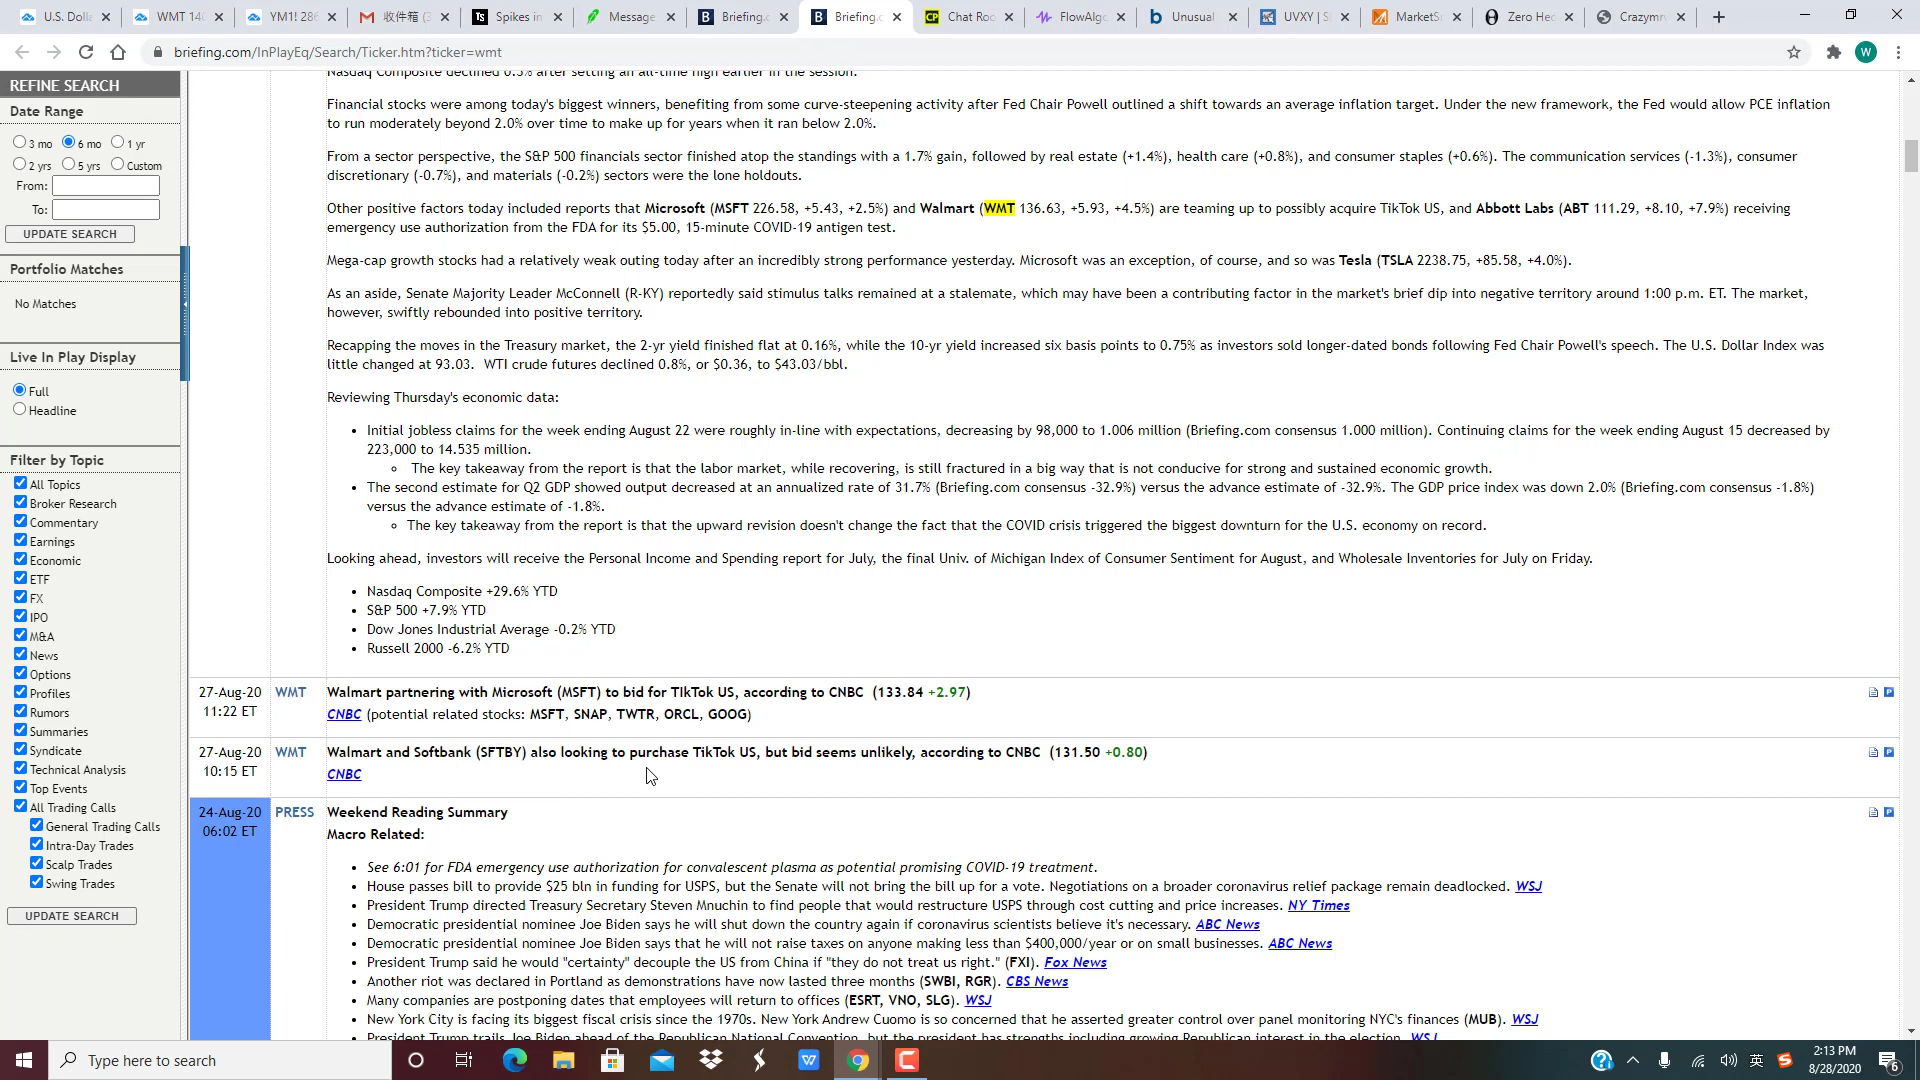 U.S. Dolla
WMT 140
YM1! 286
收件箱 (3
Spikes in
Message
Briefing.c
Briefing.c
Chat Roo
FlowAlgo
Unusual
UVXY | S
MarketS
Zero Hed
Crazymr
briefing.com/InPlayEq/Search/Ticker.htm?ticker=wmt
W
REFINE SEARCH
Date Range
3 mo 6 mo 1 yr
2 yrs 5 yrs Custom
From:
To:
UPDATE SEARCH
Portfolio Matches
No Matches
Live In Play Display
Full
Headline
Filter by Topic
All Topics
Broker Research
Commentary
Earnings
Economic
ETF
FX
IPO
M&A
News
Options
Profiles
Rumors
Summaries
Syndicate
Technical Analysis
Top Events
All Trading Calls
General Trading Calls
Intra-Day Trades
Scalp Trades
Swing Trades
UPDATE SEARCH
Nasdaq Composite declined 0.3% after setting an all-time high earlier in the session.
Financial stocks were among today's biggest winners, benefiting from some curve-steepening activity after Fed Chair Powell outlined a shift towards an average inflation target. Under the new framework, the Fed would allow PCE inflation
to run moderately beyond 2.0% over time to make up for years when it ran below 2.0%.
From a sector perspective, the S&P 500 financials sector finished atop the standings with a 1.7% gain, followed by real estate (+1.4%), health care (+0.8%), and consumer staples (+0.6%). The communication services (-1.3%), consumer
discretionary (-0.7%), and materials (-0.2%) sectors were the lone holdouts.
Other positive factors today included reports that Microsoft (MSFT 226.58, +5.43, +2.5%) and Walmart (WMT 136.63, +5.93, +4.5%) are teaming up to possibly acquire TikTok US, and Abbott Labs (ABT 111.29, +8.10, +7.9%) receiving
emergency use authorization from the FDA for its $5.00, 15-minute COVID-19 antigen test.
Mega-cap growth stocks had a relatively weak outing today after an incredibly strong performance yesterday. Microsoft was an exception, of course, and so was Tesla (TSLA 2238.75, +85.58, +4.0%).
As an aside, Senate Majority Leader McConnell (R-KY) reportedly said stimulus talks remained at a stalemate, which may have been a contributing factor in the market's brief dip into negative territory around 1:00 p.m. ET. The market,
however, swiftly rebounded into positive territory.
Recapping the moves in the Treasury market, the 2-yr yield finished flat at 0.16%, while the 10-yr yield increased six basis points to 0.75% as investors sold longer-dated bonds following Fed Chair Powell's speech. The U.S. Dollar Index was
little changed at 93.03. WTI crude futures declined 0.8%, or $0.36, to $43.03/bbl.
Reviewing Thursday's economic data:
• Initial jobless claims for the week ending August 22 were roughly in-line with expectations, decreasing by 98,000 to 1.006 million (Briefing.com consensus 1.000 million). Continuing claims for the week ending August 15 decreased by
223,000 to 14.535 million.
◦ The key takeaway from the report is that the labor market, while recovering, is still fractured in a big way that is not conducive for strong and sustained economic growth.
• The second estimate for Q2 GDP showed output decreased at an annualized rate of 31.7% (Briefing.com consensus -32.9%) versus the advance estimate of -32.9%. The GDP price index was down 2.0% (Briefing.com consensus -1.8%)
versus the advance estimate of -1.8%.
◦ The key takeaway from the report is that the upward revision doesn't change the fact that the COVID crisis triggered the biggest downturn for the U.S. economy on record.
Looking ahead, investors will receive the Personal Income and Spending report for July, the final Univ. of Michigan Index of Consumer Sentiment for August, and Wholesale Inventories for July on Friday.
• Nasdaq Composite +29.6% YTD
• S&P 500 +7.9% YTD
• Dow Jones Industrial Average -0.2% YTD
• Russell 2000 -6.2% YTD
27-Aug-20 WMT Walmart partnering with Microsoft (MSFT) to bid for TIkTok US, according to CNBC (133.84 +2.97)
11:22 ET CNBC (potential related stocks: MSFT, SNAP, TWTR, ORCL, GOOG)
27-Aug-20 WMT Walmart and Softbank (SFTBY) also looking to purchase TikTok US, but bid seems unlikely, according to CNBC (131.50 +0.80)
10:15 ET CNBC
24-Aug-20 PRESS Weekend Reading Summary
06:02 ET Macro Related:
• See 6:01 for FDA emergency use authorization for convalescent plasma as potential promising COVID-19 treatment.
• House passes bill to provide $25 bln in funding for USPS, but the Senate will not bring the bill up for a vote. Negotiations on a broader coronavirus relief package remain deadlocked. WSJ
• President Trump directed Treasury Secretary Steven Mnuchin to find people that would restructure USPS through cost cutting and price increases. NY Times
• Democratic presidential nominee Joe Biden says he will shut down the country again if coronavirus scientists believe it's necessary. ABC News
• Democratic presidential nominee Joe Biden says that he will not raise taxes on anyone making less than $400,000/year or on small businesses. ABC News
• President Trump said he would "certainty" decouple the US from China if "they do not treat us right." (FXI). Fox News
• Another riot was declared in Portland as demonstrations have now lasted three months (SWBI, RGR). CBS News
• Many companies are postponing dates that employees will return to offices (ESRT, VNO, SLG). WSJ
• New York City is facing its biggest fiscal crisis since the 1970s. New York Andrew Cuomo is so concerned that he asserted greater control over panel monitoring NYC's finances (MUB). WSJ
• President Trump trails Joe Biden ahead of the Republican National Convention, but the president has strengths including growing Republican interest in the election. WSJ
Type here to search
英
2:13 PM
8/28/2020
6